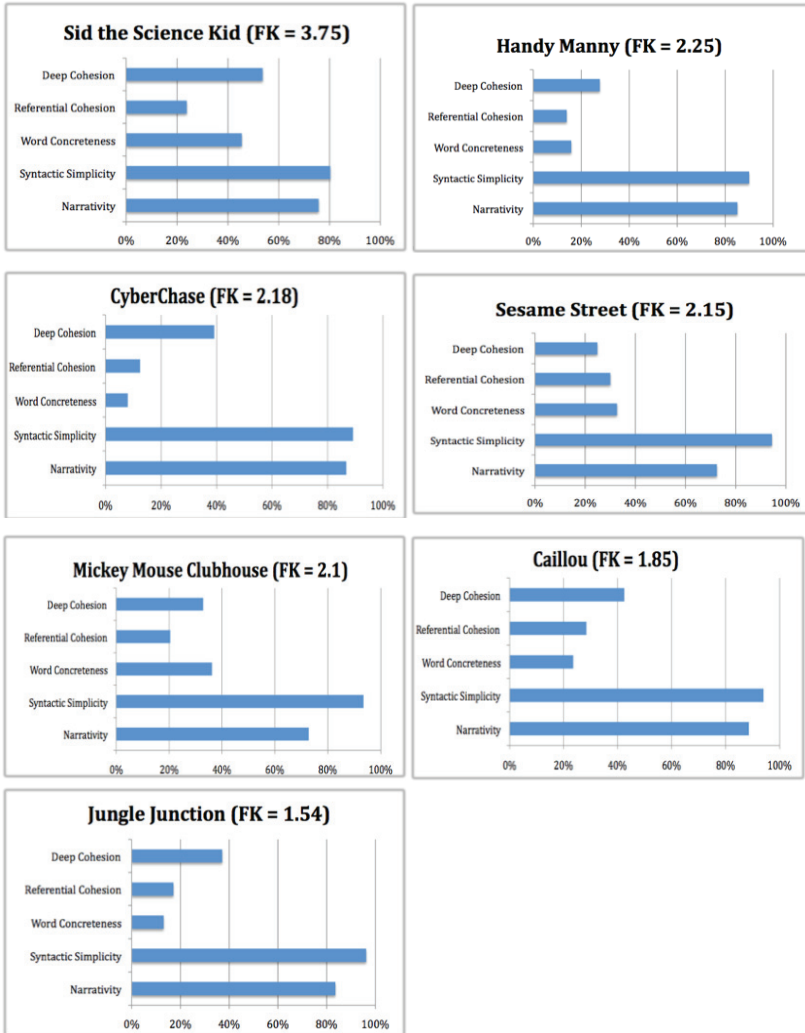 Sid the Science Kid (FK = 3.75)
Deep Cohesion
Referential Cohesion
Word Concreteness
Syntactic Simplicity
Narrativity
0% 20% 40% 60% 80% 100%
Handy Manny (FK = 2.25)
Deep Cohesion
Referential Cohesion
Word Concreteness
Syntactic Simplicity
Narrativity
0% 20% 40% 60% 80% 100%
CyberChase (FK = 2.18)
Deep Cohesion
Referential Cohesion
Word Concreteness
Syntactic Simplicity
Narrativity
0% 20% 40% 60% 80% 100%
Sesame Street (FK = 2.15)
Deep Cohesion
Referential Cohesion
Word Concreteness
Syntactic Simplicity
Narrativity
0% 20% 40% 60% 80% 100%
Mickey Mouse Clubhouse (FK = 2.1)
Deep Cohesion
Referential Cohesion
Word Concreteness
Syntactic Simplicity
Narrativity
0% 20% 40% 60% 80% 100%
Caillou (FK = 1.85)
Deep Cohesion
Referential Cohesion
Word Concreteness
Syntactic Simplicity
Narrativity
0% 20% 40% 60% 80% 100%
Jungle Junction (FK = 1.54)
Deep Cohesion
Referential Cohesion
Word Concreteness
Syntactic Simplicity
Narrativity
0% 20% 40% 60% 80% 100%